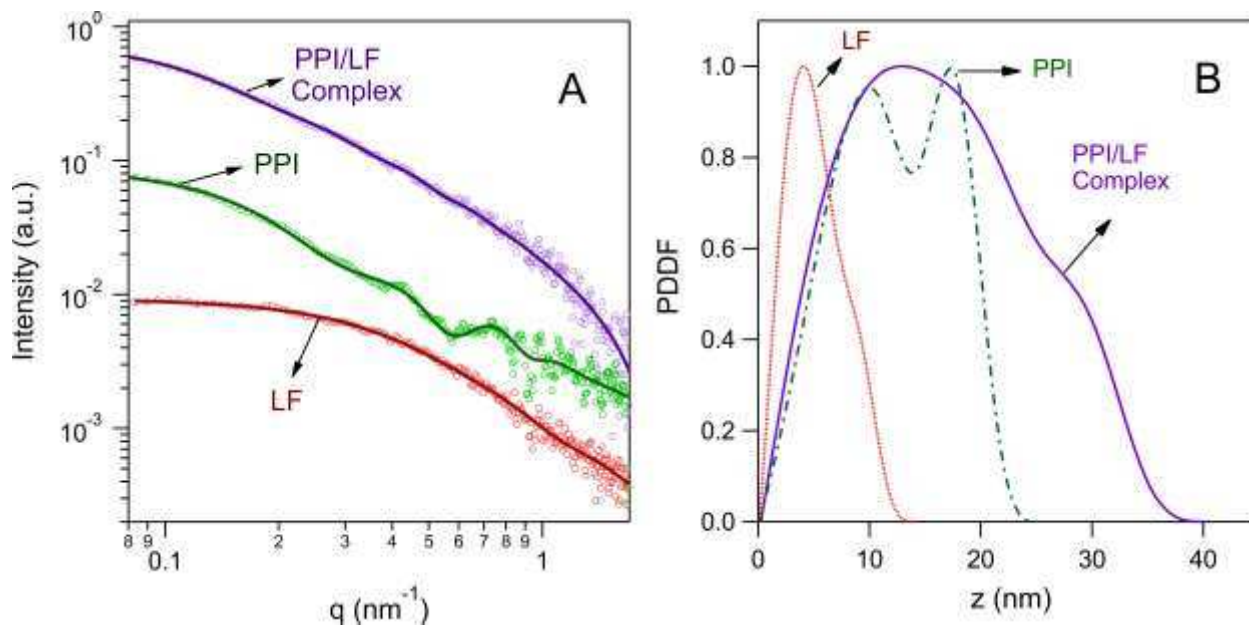 10⁰
PPI/LF
Complex
A
10⁻¹
PPI
Intensity (a.u.)
10⁻²
LF
10⁻³
8 9 2 3 4 5 6 7 8 9
0.1 1
q (nm⁻¹)
LF
1.0
PPI
B
0.8
PPI/LF
Complex
0.6
PDDF
0.4
0.2
0.0
0 10 20 30 40
z (nm)